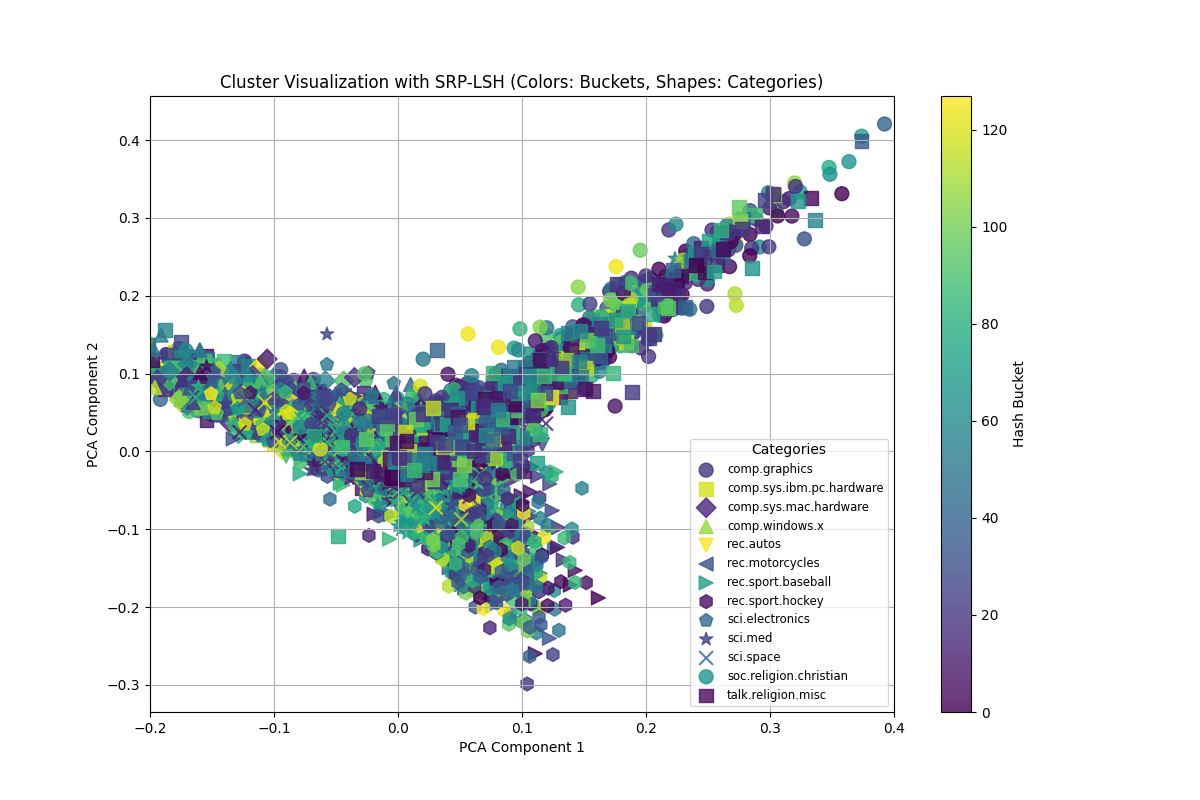 Cluster Visualization with SRP-LSH (Colors: Buckets, Shapes: Categories)
PCA Component 2
0.4
0.3
0.2
0.1
0.0
−0.1
−0.2
−0.3
−0.2
−0.1
0.0
0.1
0.2
0.3
0.4
PCA Component 1
Categories
comp.graphics
comp.sys.ibm.pc.hardware
comp.sys.mac.hardware
comp.windows.x
rec.autos
rec.motorcycles
rec.sport.baseball
rec.sport.hockey
sci.electronics
sci.med
sci.space
soc.religion.christian
talk.religion.misc
120
100
80
60
40
20
0
Hash Bucket